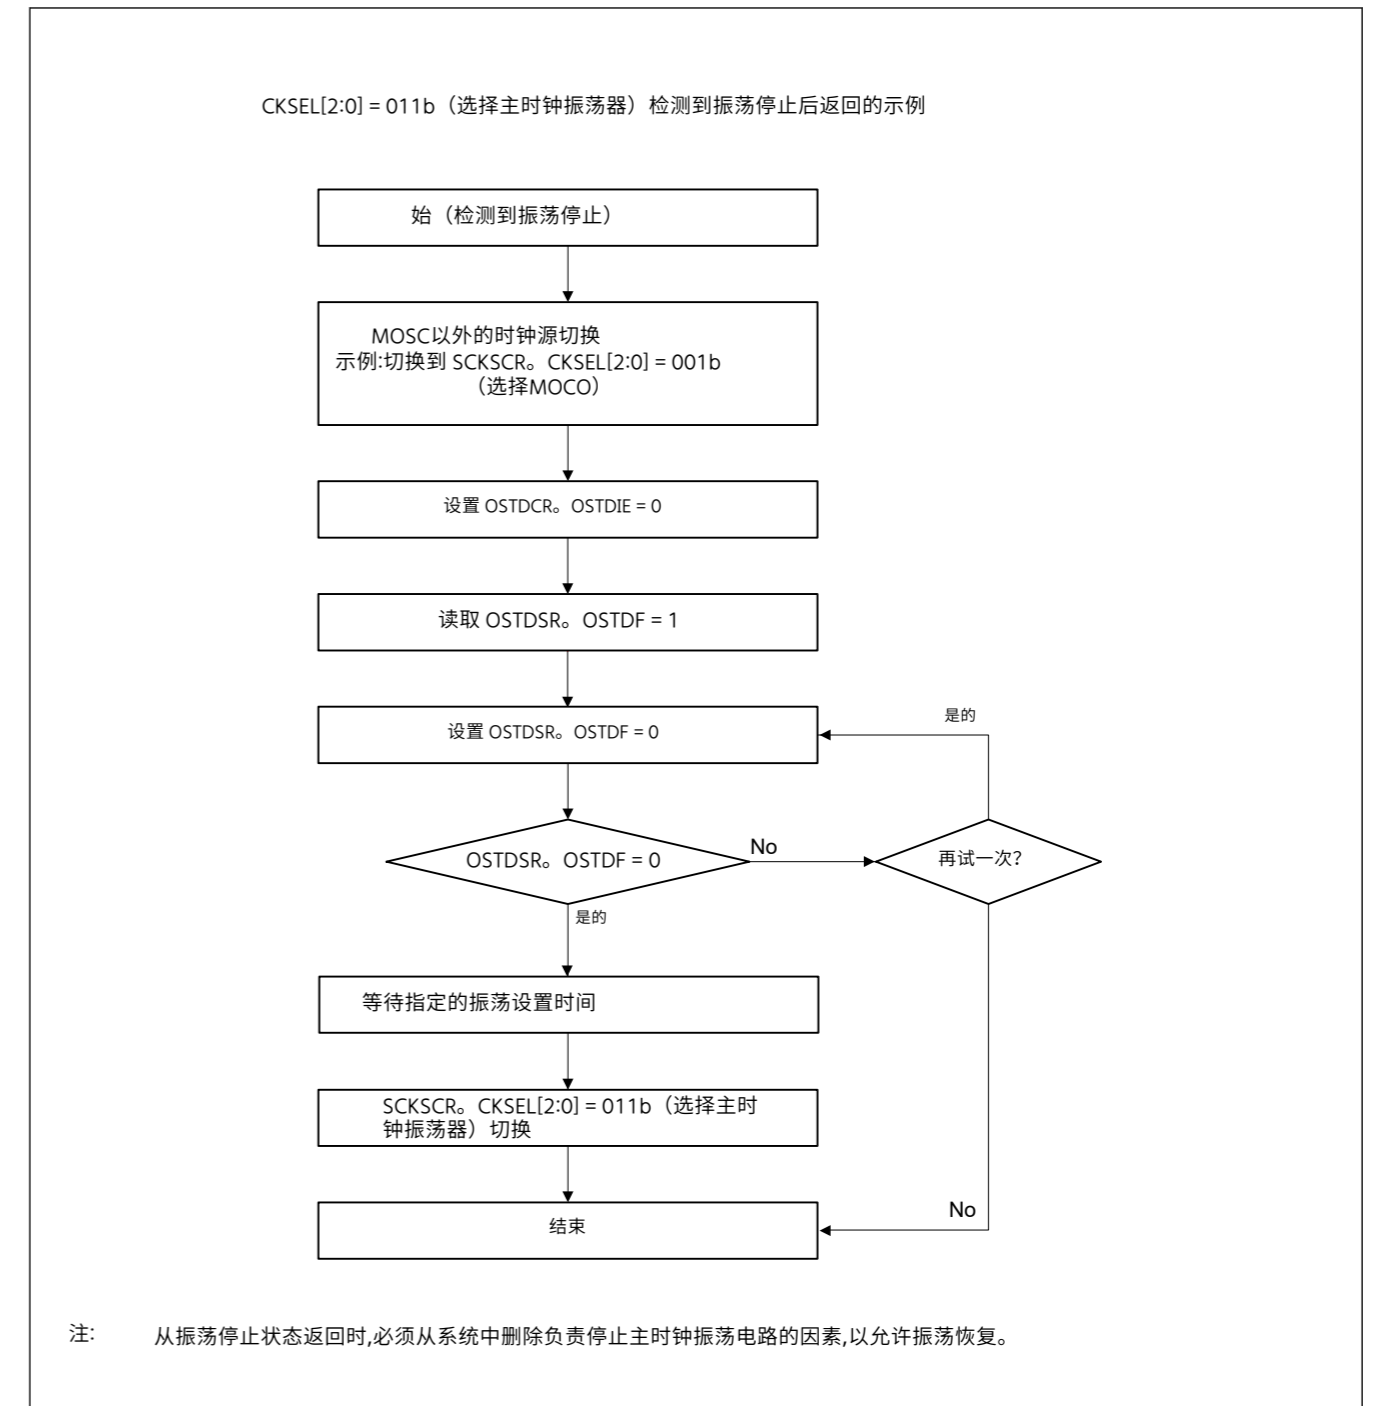 CKSEL[2:0] = 011b（选择主时钟振荡器）检测到振荡停止后返回的示例
始（检测到振荡停止）
MOSC以外的时钟源切换
示例:切换到 SCKSCR。CKSEL[2:0] = 001b
（选择MOCO）
设置 OSTDCR。OSTDIE = 0
读取 OSTDSR。OSTDF = 1
设置 OSTDSR。OSTDF = 0
是的
OSTDSR。OSTDF = 0
No
再试一次?
是的
等待指定的振荡设置时间
SCKSCR。CKSEL[2:0] = 011b（选择主时
钟振荡器）切换
No
结束
注: 从振荡停止状态返回时,必须从系统中删除负责停止主时钟振荡电路的因素,以允许振荡恢复。